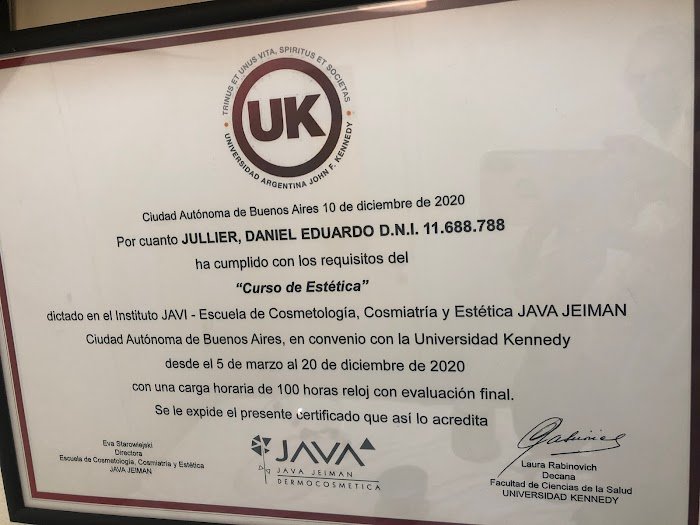 TRINUS ET UNUS VITA, SPIRITUS ET SOCIETAS
UK
UNIVERSIDAD ARGENTINA JOHN F. KENNEDY
Ciudad Autónoma de Buenos Aires 10 de diciembre de 2020
Por cuanto JULLIER, DANIEL EDUARDO D.N.I. 11.688.788
ha cumplido con los requisitos del
“Curso de Estética”
dictado en el Instituto JAVI - Escuela de Cosmetología, Cosmiatría y Estética JAVA JEIMAN
Ciudad Autónoma de Buenos Aires, en convenio con la Universidad Kennedy
desde el 5 de marzo al 20 de diciembre de 2020
con una carga horaria de 100 horas reloj con evaluación final.
Se le expide el presente certificado que así lo acredita
Eva Starowiejski
Directora
Escuela de Cosmetología, Cosmiatría y Estética
JAVA JEIMAN
JAVA
JAVA JEIMAN
DERMOCOSMETICA
Laura Rabinovich
Decana
Facultad de Ciencias de la Salud
UNIVERSIDAD KENNEDY